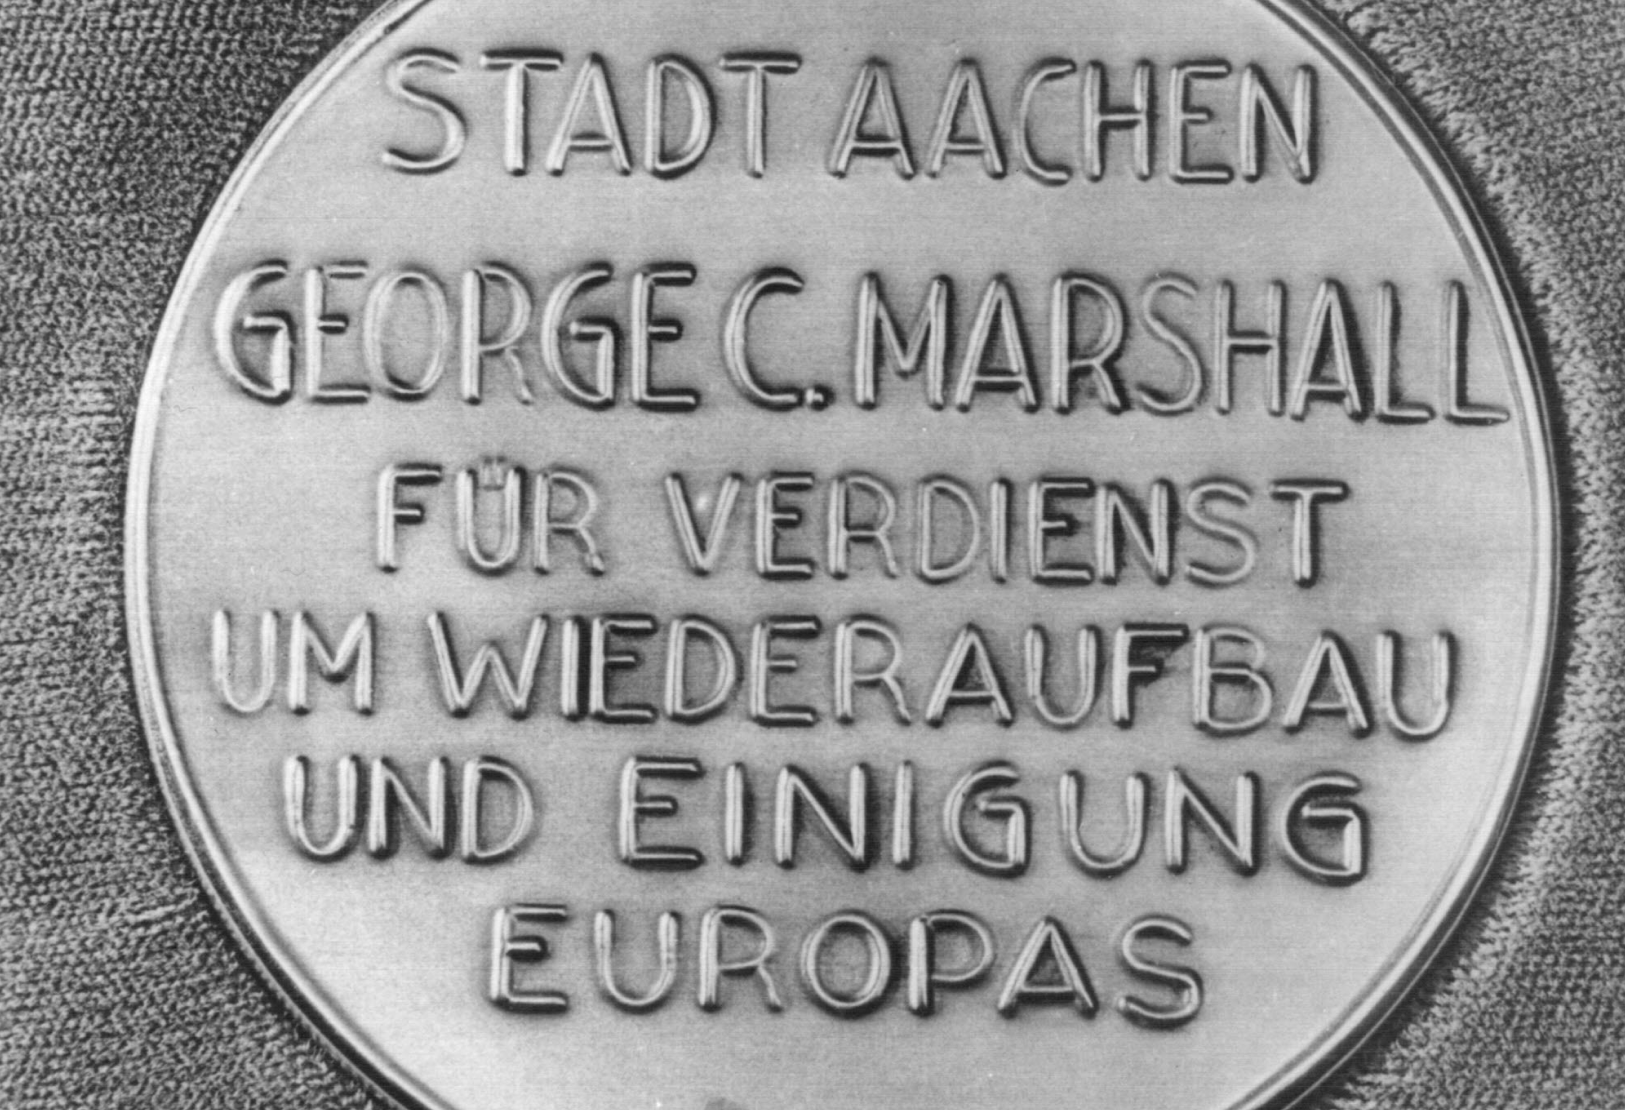 STADT AACHEN
GEORGE C. MARSHALL
FÜR VERDIENST
UM WIEDERAUFBAU
UND EINIGUNG
EUROPAS